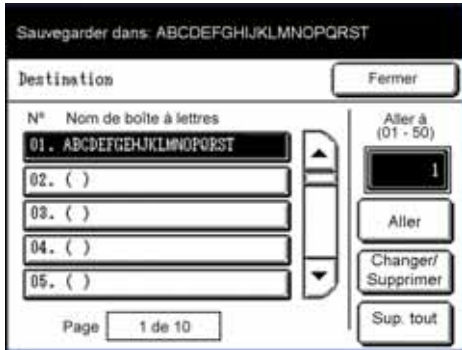 Sauvegarder dans: ABCDEFGHIJKLMNOPQRST
Destination
Fermer
N° Nom de boîte à lettres
01. ABCDEFGEHJKLMNOPQRST
02. ( )
03. ( )
04. ( )
05. ( )
Page 1 de 10
Aller à
(01 - 50)
1
Aller
Changer/
Supprimer
Sup. tout